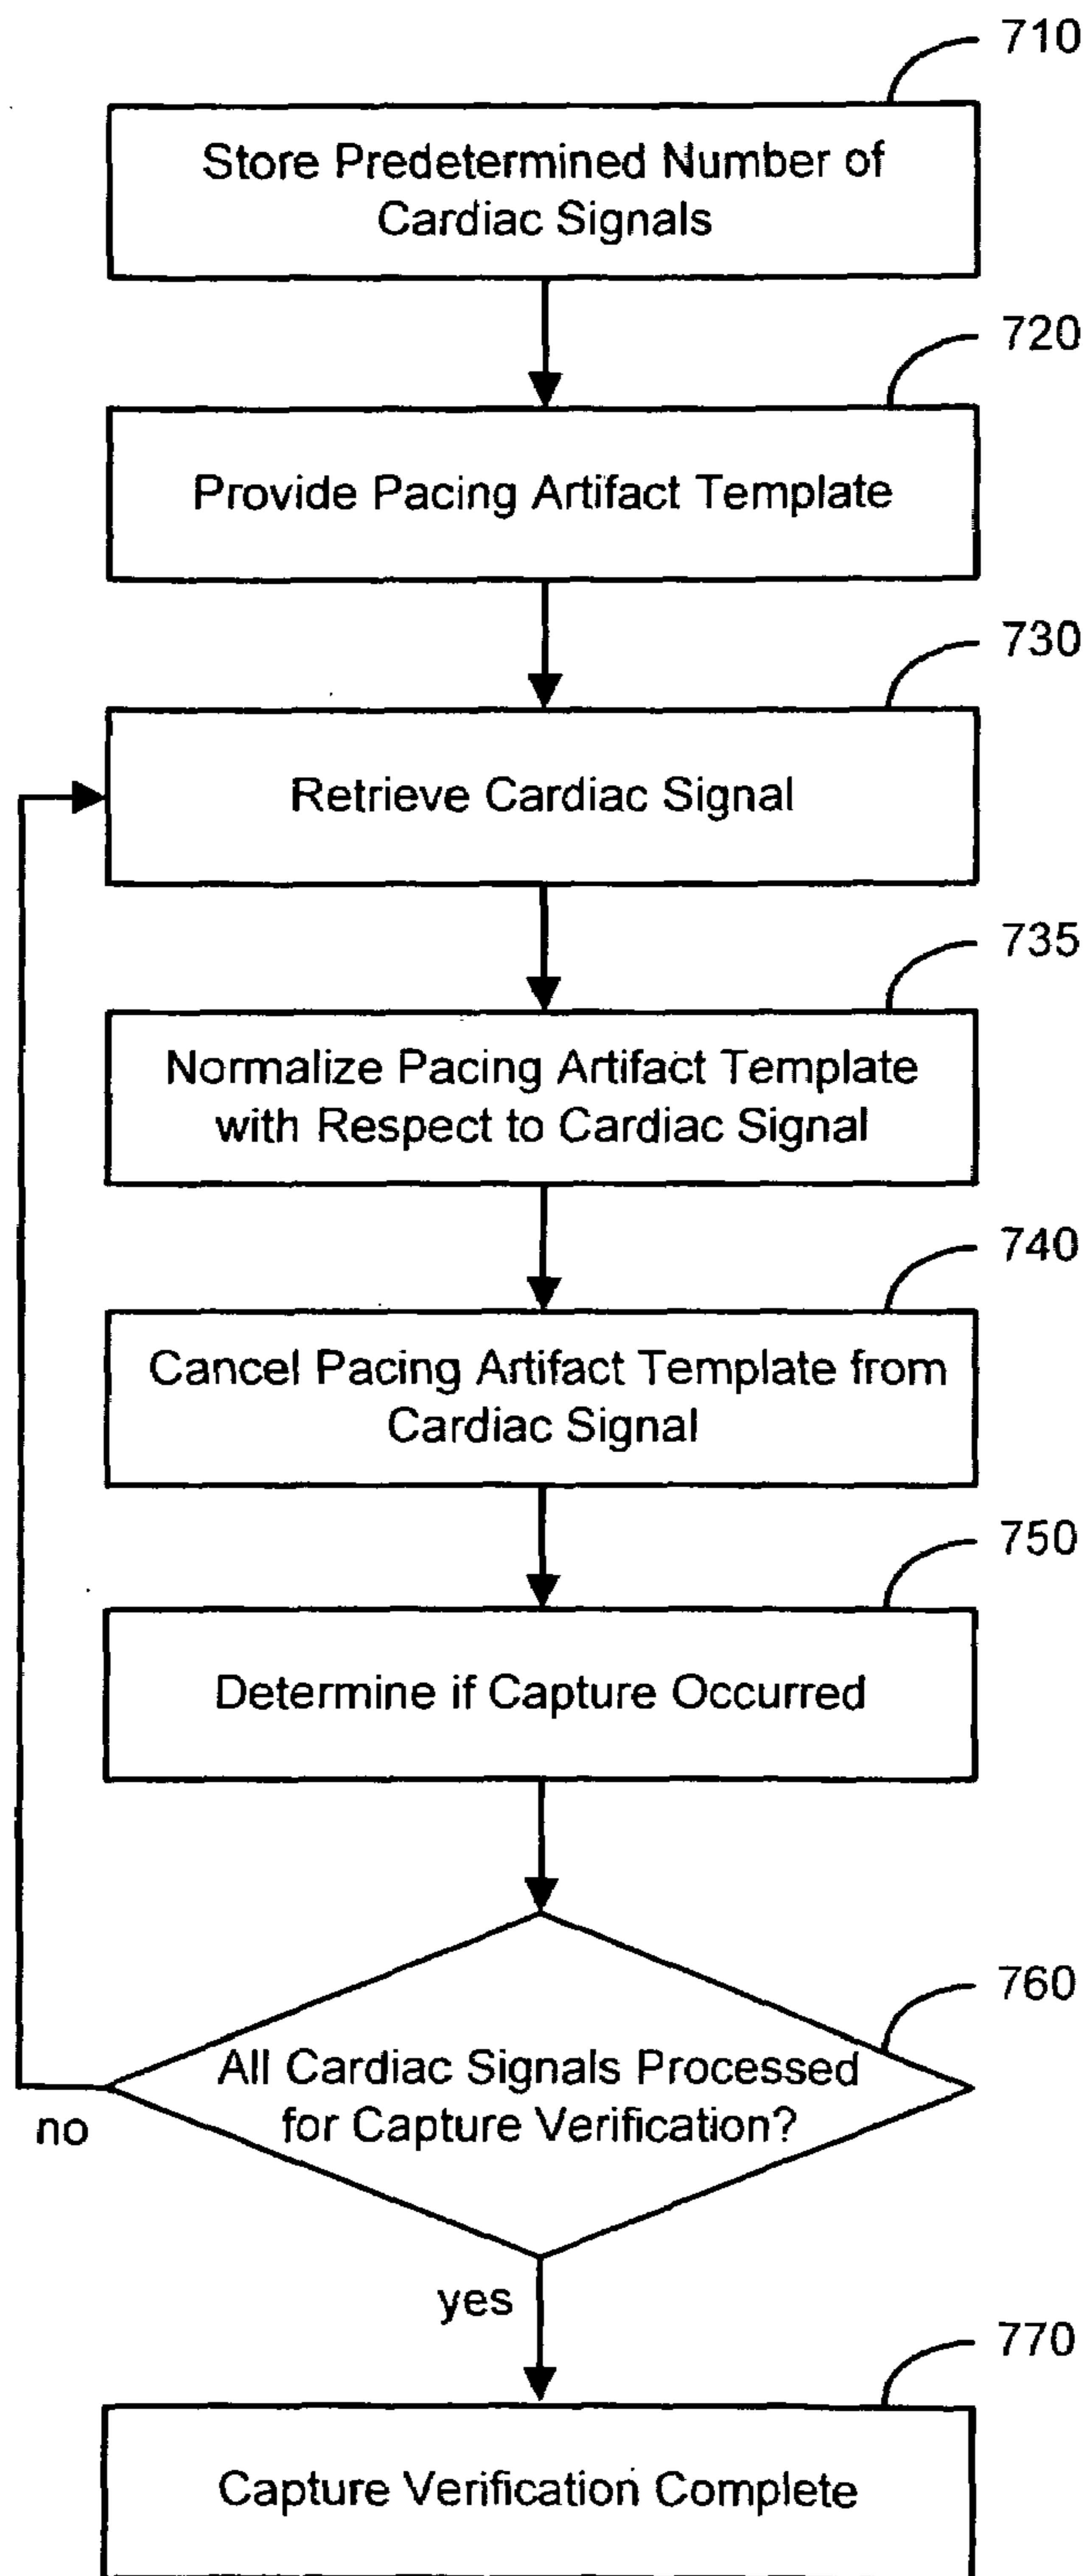 710
Store Predetermined Number of
Cardiac Signals
720
Provide Pacing Artifact Template
730
Retrieve Cardiac Signal
735
Normalize Pacing Artifact Template
with Respect to Cardiac Signal
740
Cancel Pacing Artifact Template from
Cardiac Signal
750
Determine if Capture Occurred
760
All Cardiac Signals Processed
for Capture Verification?
no
yes
770
Capture Verification Complete